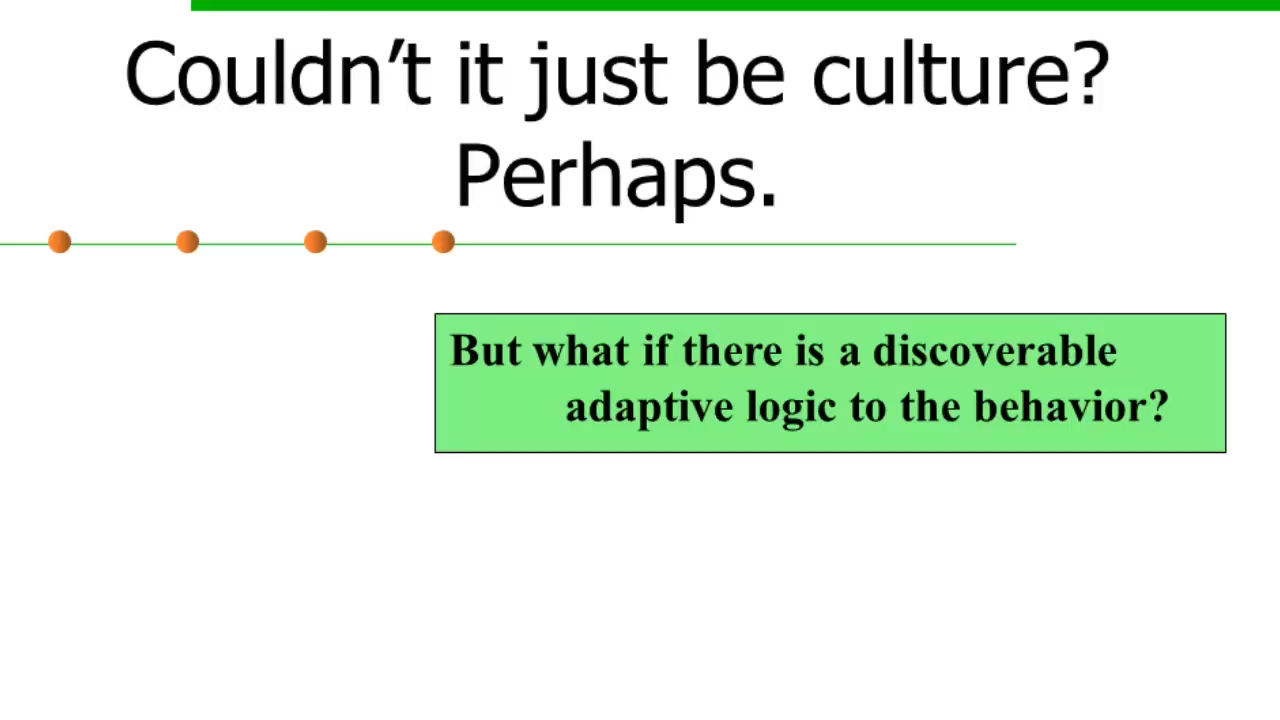 Couldn’t it just be culture?
Perhaps.
But what if there is a discoverable
adaptive logic to the behavior?